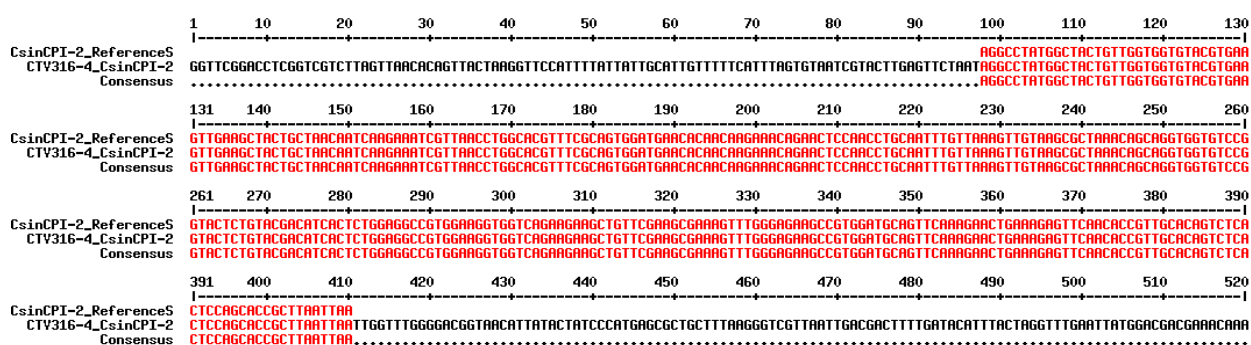 1 10 20 30 40 50 60 70 80 90 100 110 120 130
|--------+---------+---------+---------+---------+---------+---------+---------+---------+---------+---------+---------+---------|
CsinCPI-2_ReferenceS AGGCCTATGGCTACTGTTGGTGGTGTACGTGAA
CTV316-4_CsinCPI-2 GGTTCGGACCTCGGTCGTCTTAGTTAACACAGTTACTAAGGTTCCATTTTATTATTGCATTGTTTTTCATTTAGTGTAATCGTACTTGAGTTCTAATAGGCCTATGGCTACTGTTGGTGGTGTACGTGAA
Consensus .................................................................................................AGGCCTATGGCTACTGTTGGTGGTGTACGTGAA
131 140 150 160 170 180 190 200 210 220 230 240 250 260
|--------+---------+---------+---------+---------+---------+---------+---------+---------+---------+---------+---------+---------|
CsinCPI-2_ReferenceS GTTGAAGCTACTGCTAACAATCAAGAAATCGTTAACCTGGCACGTTTCGCAGTGGATGAACACAACAAGAAACAGAACTCCAACCTGCAATTTGTTAAAGTTGTAAGCGCTAAACAGCAGGTGGTGTCCG
CTV316-4_CsinCPI-2 GTTGAAGCTACTGCTAACAATCAAGAAATCGTTAACCTGGCACGTTTCGCAGTGGATGAACACAACAAGAAACAGAACTCCAACCTGCAATTTGTTAAAGTTGTAAGCGCTAAACAGCAGGTGGTGTCCG
Consensus GTTGAAGCTACTGCTAACAATCAAGAAATCGTTAACCTGGCACGTTTCGCAGTGGATGAACACAACAAGAAACAGAACTCCAACCTGCAATTTGTTAAAGTTGTAAGCGCTAAACAGCAGGTGGTGTCCG
261 270 280 290 300 310 320 330 340 350 360 370 380 390
|--------+---------+---------+---------+---------+---------+---------+---------+---------+---------+---------+---------+---------|
CsinCPI-2_ReferenceS GTACTCTGTACGACATCACTCTGGAGGCCGTGGAAGGTGGTCAGAAGAAGCTGTTCGAAGCGAAAGTTTGGGAGAAGCCGTGGATGCAGTTCAAAGAACTGAAAGAGTTCAACACCGTTGCACAGTCTCA
CTV316-4_CsinCPI-2 GTACTCTGTACGACATCACTCTGGAGGCCGTGGAAGGTGGTCAGAAGAAGCTGTTCGAAGCGAAAGTTTGGGAGAAGCCGTGGATGCAGTTCAAAGAACTGAAAGAGTTCAACACCGTTGCACAGTCTCA
Consensus GTACTCTGTACGACATCACTCTGGAGGCCGTGGAAGGTGGTCAGAAGAAGCTGTTCGAAGCGAAAGTTTGGGAGAAGCCGTGGATGCAGTTCAAAGAACTGAAAGAGTTCAACACCGTTGCACAGTCTCA
391 400 410 420 430 440 450 460 470 480 490 500 510 520
|--------+---------+---------+---------+---------+---------+---------+---------+---------+---------+---------+---------+---------|
CsinCPI-2_ReferenceS CTCCAGCACCGCTTAATTAA
CTV316-4_CsinCPI-2 CTCCAGCACCGCTTAATTAATTGGTTTGGGGACGGTAACATTATACTATCCCATGAGCGCTGCTTTAAGGGTCGTTAATTGACGACTTTTGATACATTTACTAGGTTTGAATTATGGACGACGAAACAAA
Consensus CTCCAGCACCGCTTAATTAA..............................................................................................................